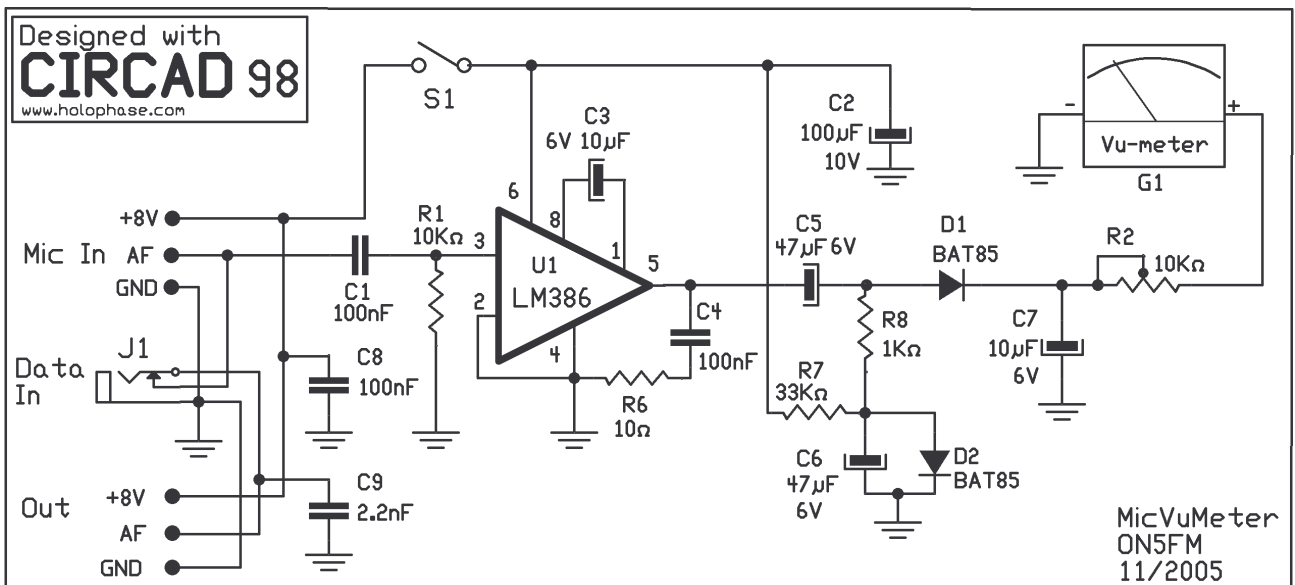 Designed with
CIRCAD 98
www.holophase.com
S1
C2
100µF
10V
Vu-meter
-
+
G1
C3
6V 10µF
+8V
Mic In
AF
GND
C1
100nF
R1
10KΩ
6
3
8
1
2
4
5
U1
LM386
C4
100nF
R6
10Ω
C5
47µF 6V
D1
BAT85
R2
10KΩ
R8
1KΩ
C7
10µF
6V
R7
33KΩ
C6
47µF
6V
D2
BAT85
Data
In
J1
C8
100nF
C9
2.2nF
Out
+8V
AF
GND
MicVuMeter
ON5FM
11/2005